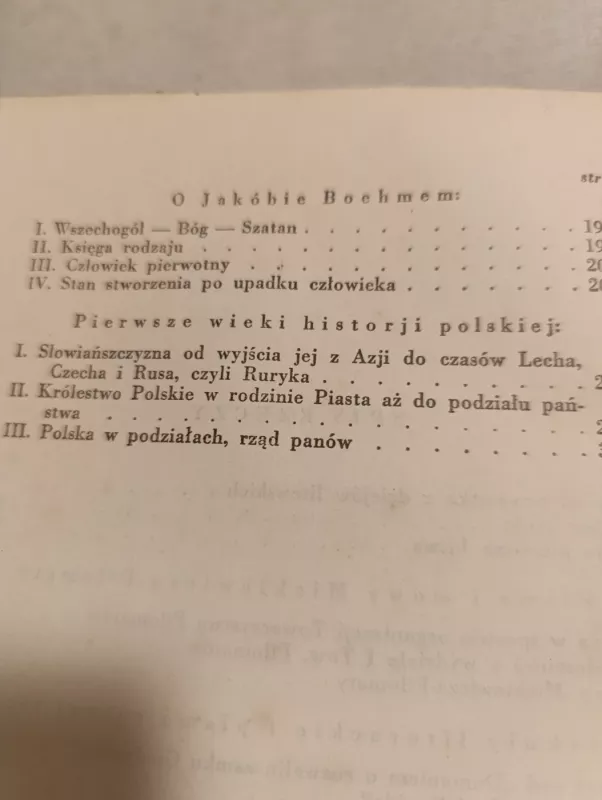 str
O Jakóbie Boehmem:
I. Wszechogół — Bóg — Szatan . . . . . . . . . . . 19
II. Księga rodzaju . . . . . . . . . . . . . . . 19
III. Człowiek pierwotny . . . . . . . . . . . . . 20
IV. Stan stworzenia po upadku człowieka . . . . . . . 20
Pierwsze wieki historji polskiej:
I. Słowiańszczyzna od wyjścia jej z Azji do czasów Lecha,
Czecha i Rusa, czyli Ruryka . . . . . . . . . . 2
II. Królestwo Polskie w rodzinie Piasta aż do podziału pań-
stwa . . . . . . . . . . . . . . . . . . 2
III. Polska w podziałach, rząd panów . . . . . . . .